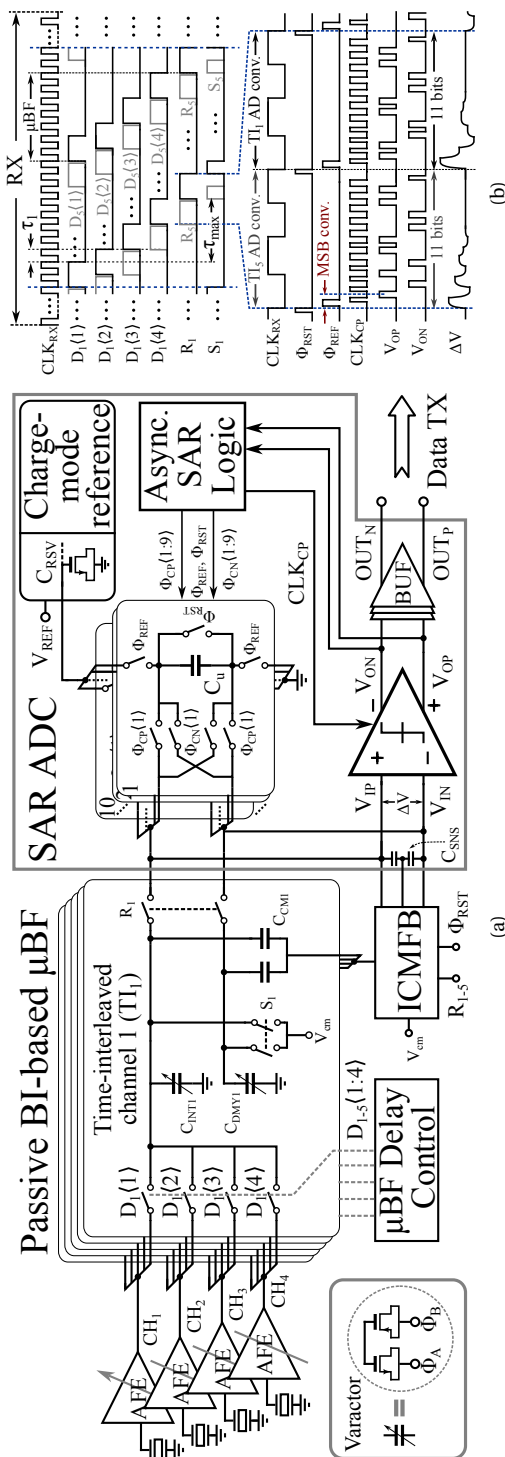 Passive BI-based µBF
SAR ADC
Time-interleaved
channel 1 (TI1)
AFE
AFE
AFE
AFE
CH1
CH2
CH3
CH4
D1⟨1⟩
D1⟨2⟩
D1⟨3⟩
D1⟨4⟩
CINT1
CDMY1
S1
Vcm
R1
CCM1
D1-5⟨1:4⟩
µBF Delay
Control
Varactor
=
ΦA
ΦB
Vcm
ICMFB
R1-5
ΦRST
CSNS
VIP
ΔV
VIN
+
−
−
+
VON
VOP
BUF
OUTN
OUTP
Data TX
CLKCP
VREF
CRSV
Charge-
mode
reference
Async.
SAR
Logic
ΦCP⟨1:9⟩
ΦREF, ΦRST
ΦCN⟨1:9⟩
10
2
1
ΦCP⟨1⟩
ΦCN⟨1⟩
ΦCP⟨1⟩
Cu
ΦREF
ΦRST
ΦREF
(a)
RX
τ1
µBF
CLKRX
D1⟨1⟩
D5⟨1⟩
D1⟨2⟩
D5⟨2⟩
D1⟨3⟩
D5⟨3⟩
D1⟨4⟩
D5⟨4⟩
R1
R5
R5
S1
τmax
S5
TI5 AD conv.
TI1 AD conv.
CLKRX
ΦRST
ΦREF
MSB conv.
CLKCP
VOP
VON
11 bits
11 bits
ΔV
(b)